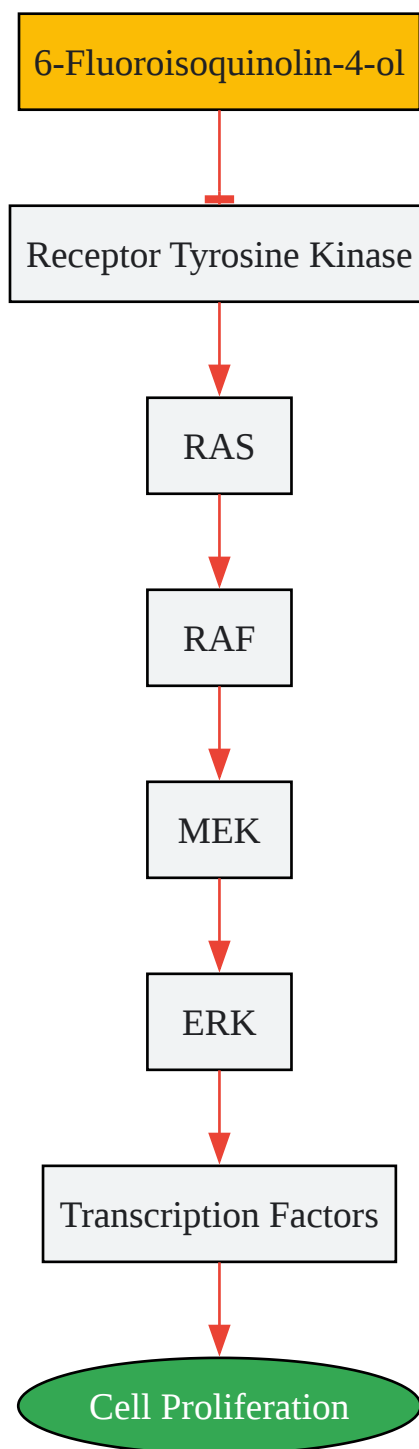 6-Fluoroisoquinolin-4-ol
Receptor Tyrosine Kinase
RAS
RAF
MEK
ERK
Transcription Factors
Cell Proliferation